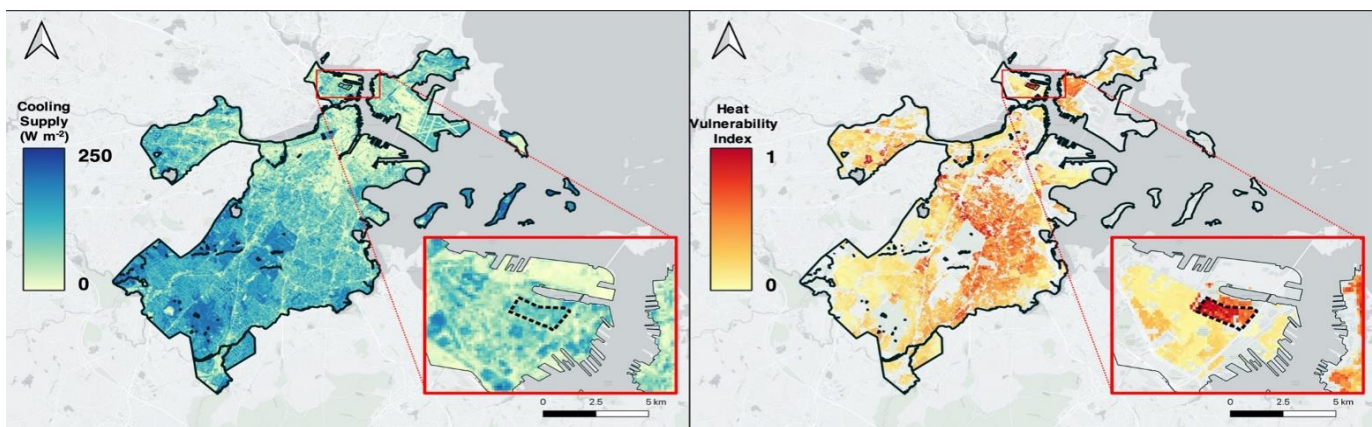 Cooling
Supply
(W m⁻²)
250
0
0
2.5
5 km
Heat
Vulnerability
Index
1
0
0
2.5
5 km